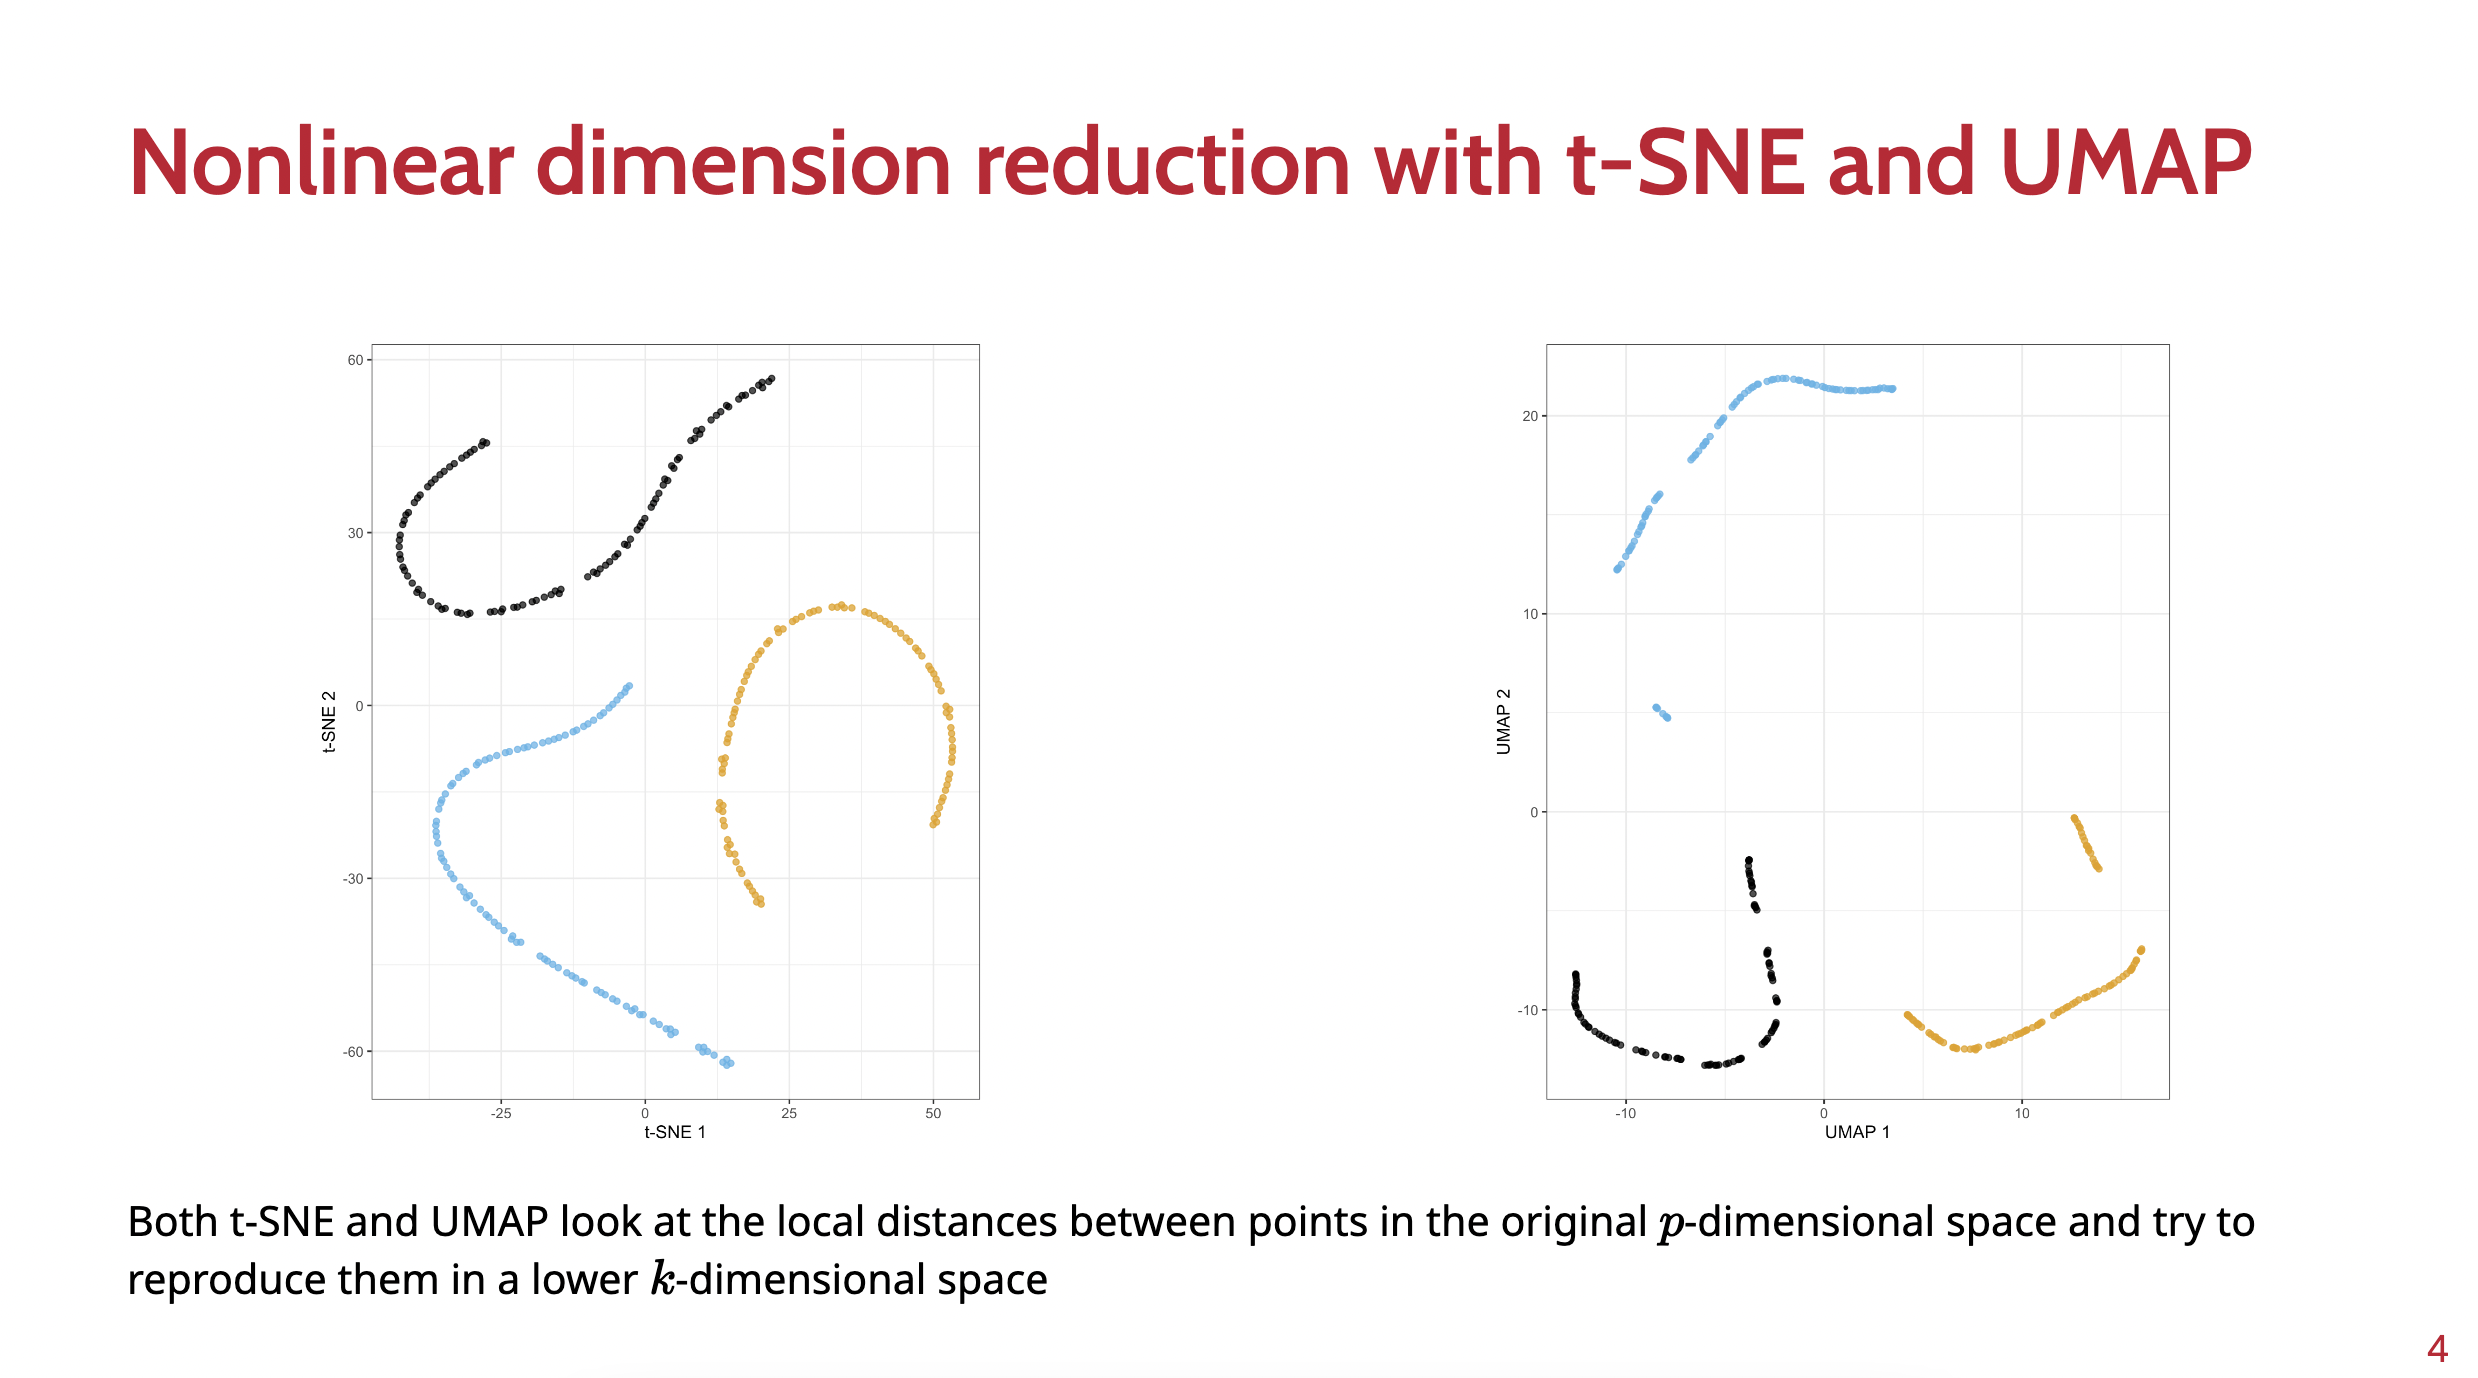 Nonlinear dimension reduction with t-SNE and UMAP
60
30
0
-30
-60
t-SNE 2
-25 0 25 50
t-SNE 1
20
10
0
-10
UMAP 2
-10 0 10
UMAP 1
Both t-SNE and UMAP look at the local distances between points in the original p-dimensional space and try to
reproduce them in a lower k-dimensional space
4